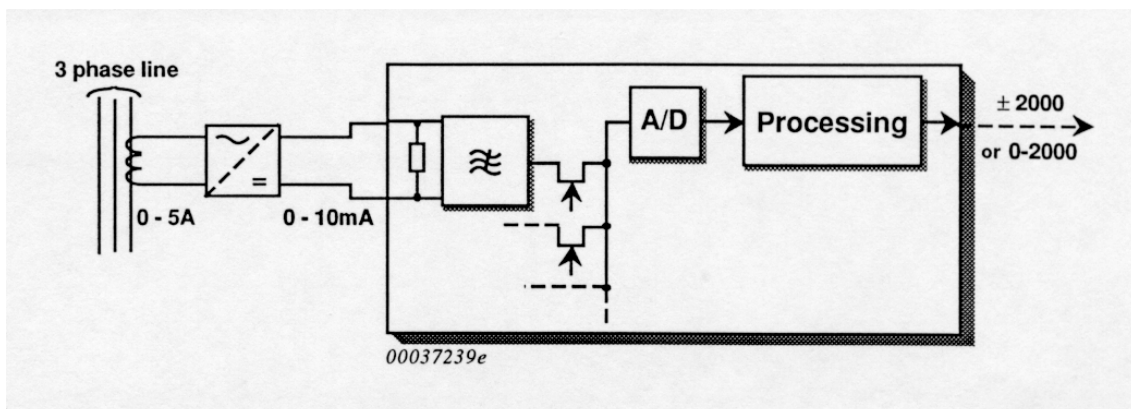 3 phase line
0 - 5A
=
0 - 10mA
A/D
Processing
± 2000
or 0-2000
00037239e